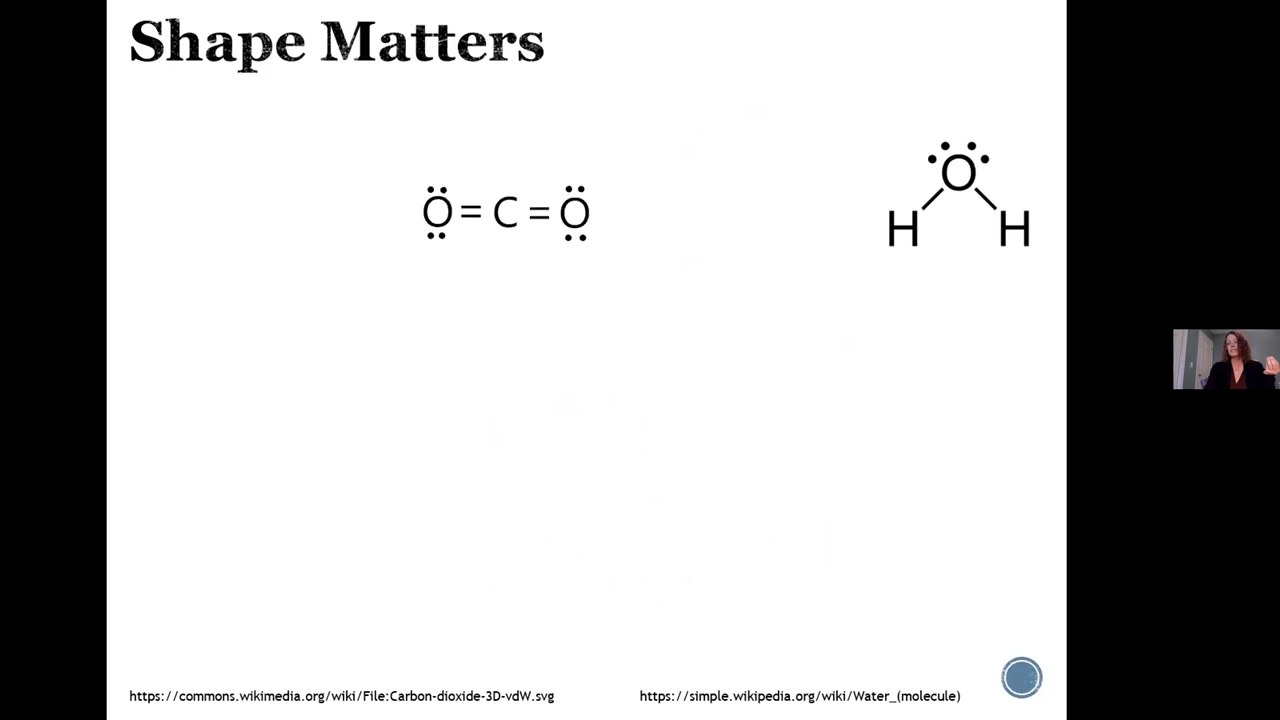 Shape Matters
O = C = O
O
H H
https://commons.wikimedia.org/wiki/File:Carbon-dioxide-3D-vdW.svg
https://simple.wikipedia.org/wiki/Water_(molecule)